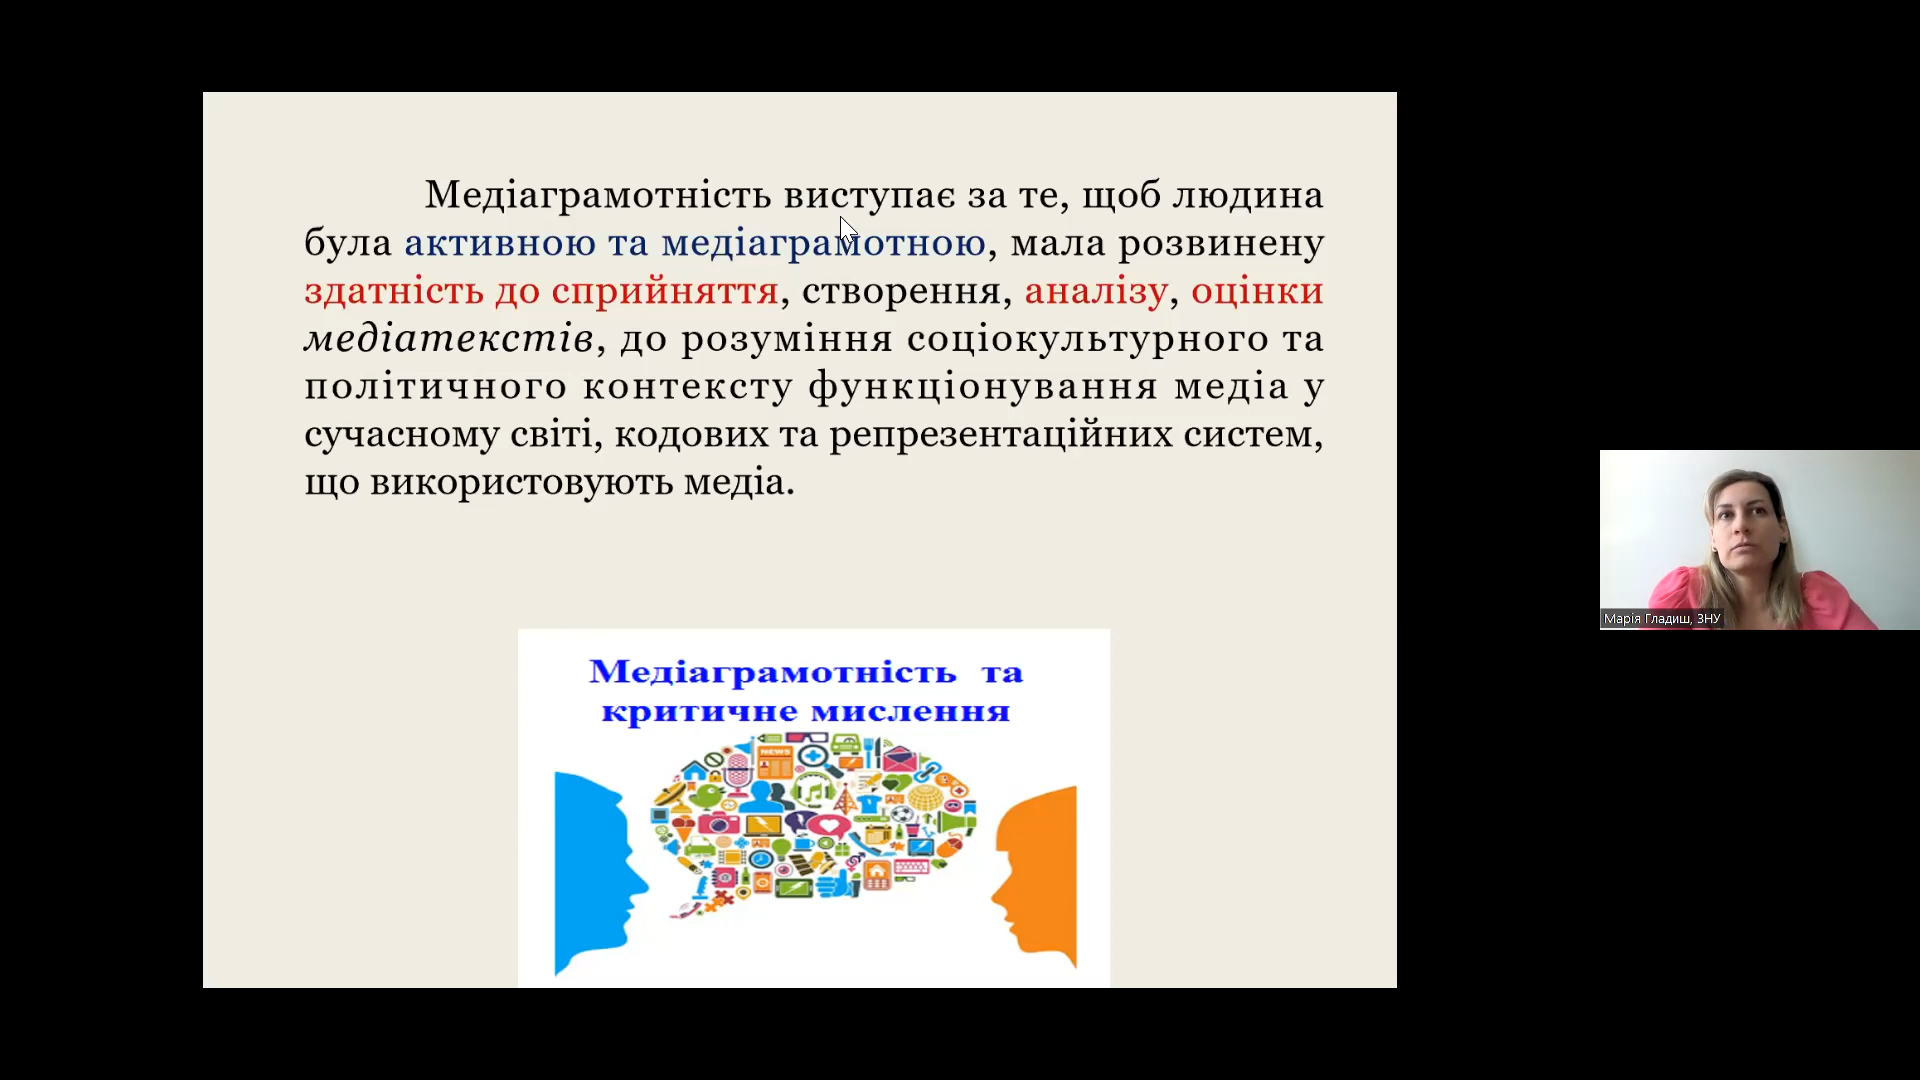 Медіаграмотність виступає за те, щоб людина
була активною та медіаграмотною, мала розвинену
здатність до сприйняття, створення, аналізу, оцінки
медіатекстів, до розуміння соціокультурного та
політичного контексту функціонування медіа у
сучасному світі, кодових та репрезентаційних систем,
що використовують медіа.
Медіаграмотність та
критичне мислення
NEWS
Марія Гладиш, ЗНУ